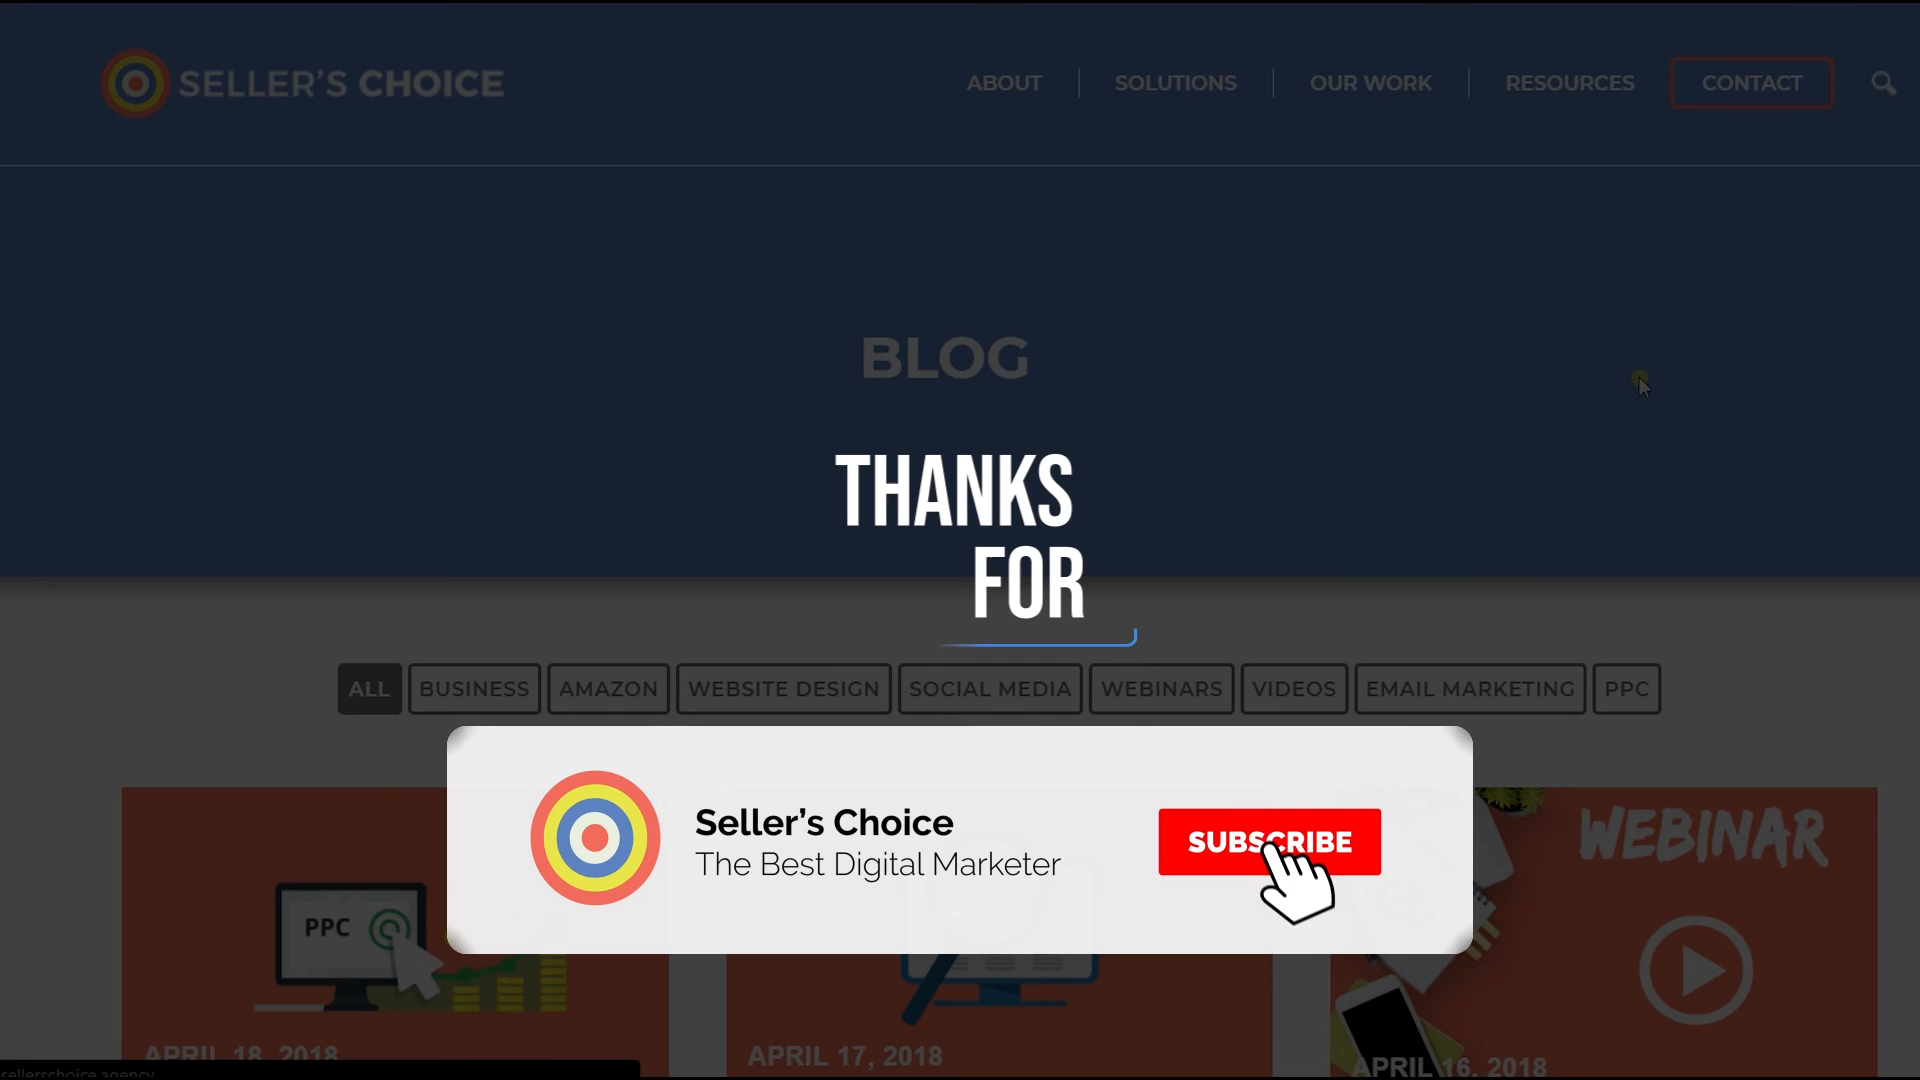 SELLER'S CHOICE
ABOUT
SOLUTIONS
OUR WORK
RESOURCES
CONTACT
BLOG
THANKS
FOR
ALL
BUSINESS
AMAZON
WEBSITE DESIGN
SOCIAL MEDIA
WEBINARS
VIDEOS
EMAIL MARKETING
PPC
Seller's Choice
The Best Digital Marketer
SUBSCRIBE
PPC
WEBINAR
APRIL 18, 2018
APRIL 17, 2018
APRIL 16, 2018
sellerschoice.agency